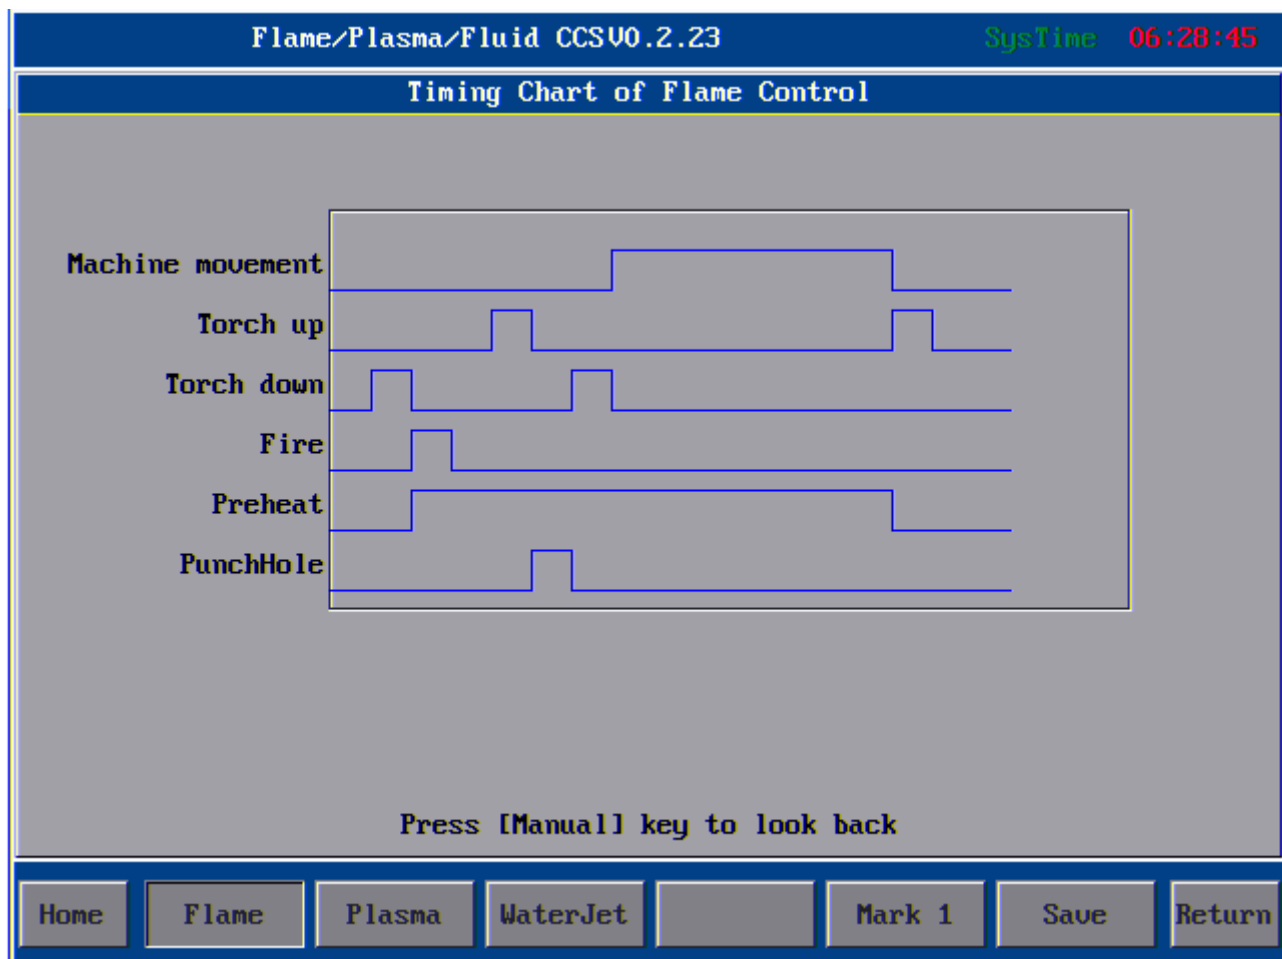 Flame/Plasma/Fluid CCSV0.2.23 SysTime 06:28:45
Timing Chart of Flame Control
Machine movement
Torch up
Torch down
Fire
Preheat
PunchHole
Press [Manual] key to look back
Home Flame Plasma WaterJet Mark 1 Save Return